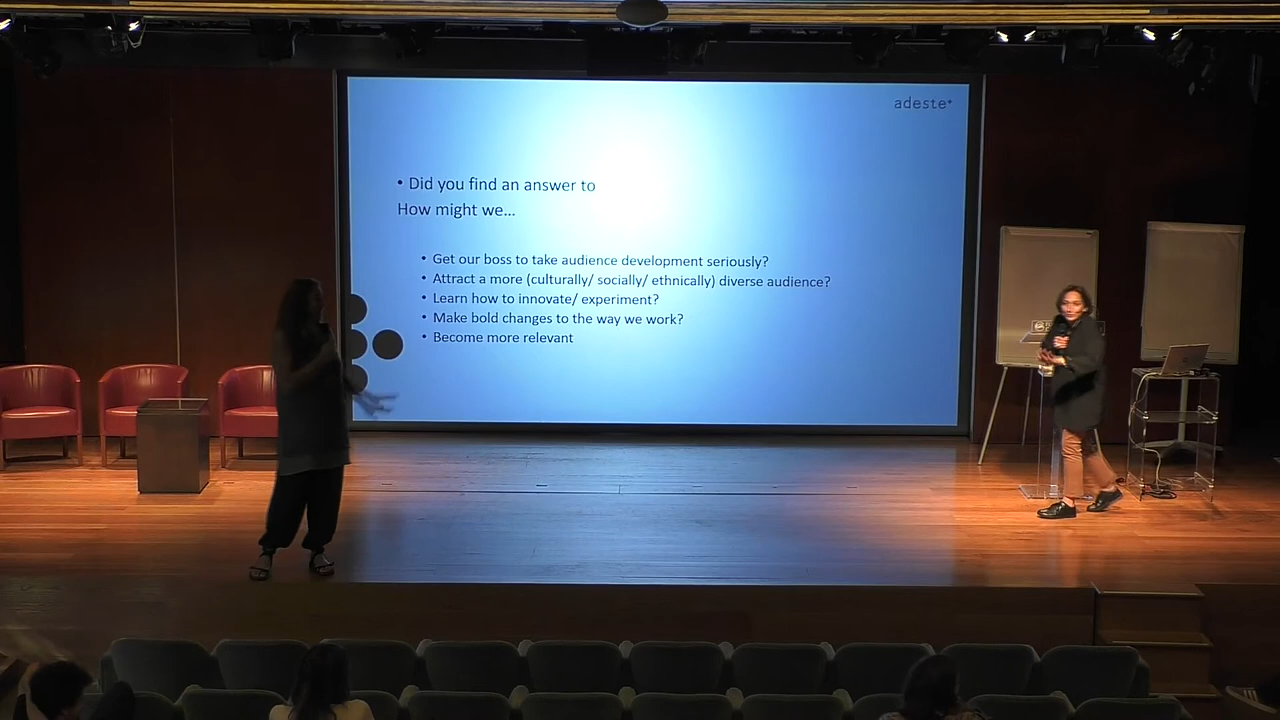 adeste+
• Did you find an answer to
How might we...
• Get our boss to take audience development seriously?
• Attract a more (culturally/ socially/ ethnically) diverse audience?
• Learn how to innovate/ experiment?
• Make bold changes to the way we work?
• Become more relevant